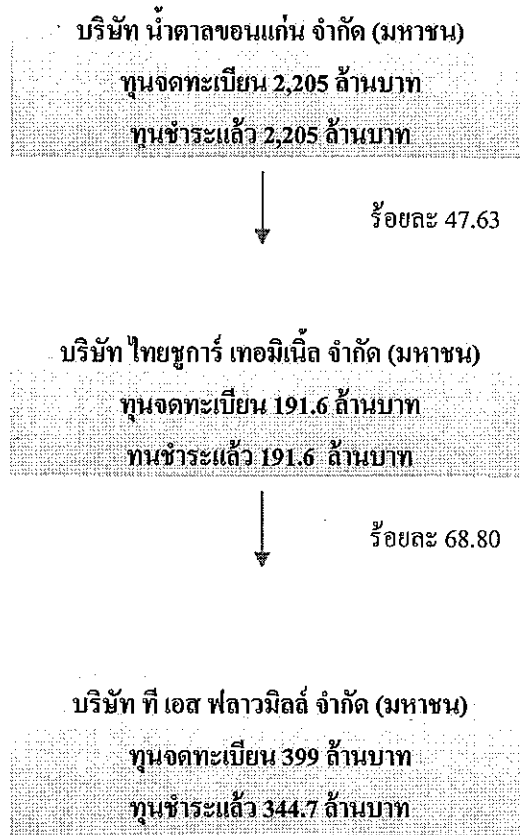 บริษัท น้ำตาลขอนแก่น จำกัด (มหาชน)
ทุนจดทะเบียน 2,205 ล้านบาท
ทุนชำระแล้ว 2,205 ล้านบาท
ร้อยละ 47.63
บริษัท ไทยชูการ์ เทอมิเนิ้ล จำกัด (มหาชน)
ทุนจดทะเบียน 191.6 ล้านบาท
ทนชำระแล้ว 191.6 ล้านบาท
ร้อยละ 68.80
บริษัท ที เอส ฟลาวมิลล์ จำกัด (มหาชน)
ทุนจดทะเบียน 399 ล้านบาท
ทุนชำระแล้ว 344.7 ล้านบาท